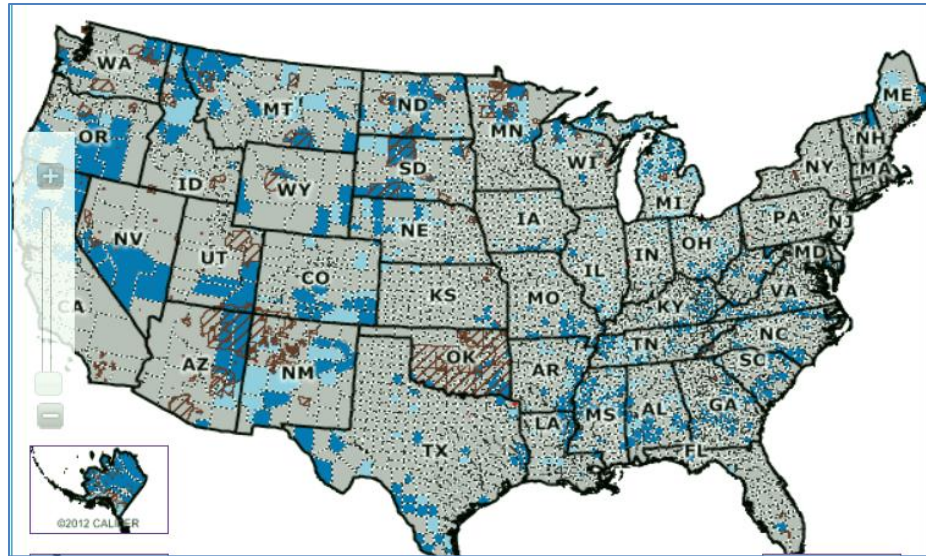 WA
MT
ND
MN
ME
OR
ID
WY
SD
WI
MI
NY
NH
MA
NV
UT
CO
NE
IA
IL
IN
OH
PA
NJ
MD
CA
KS
MO
KY
VA
AZ
NM
OK
AR
TN
NC
SC
TX
LA
MS
AL
GA
FL
©2012 CALIPER